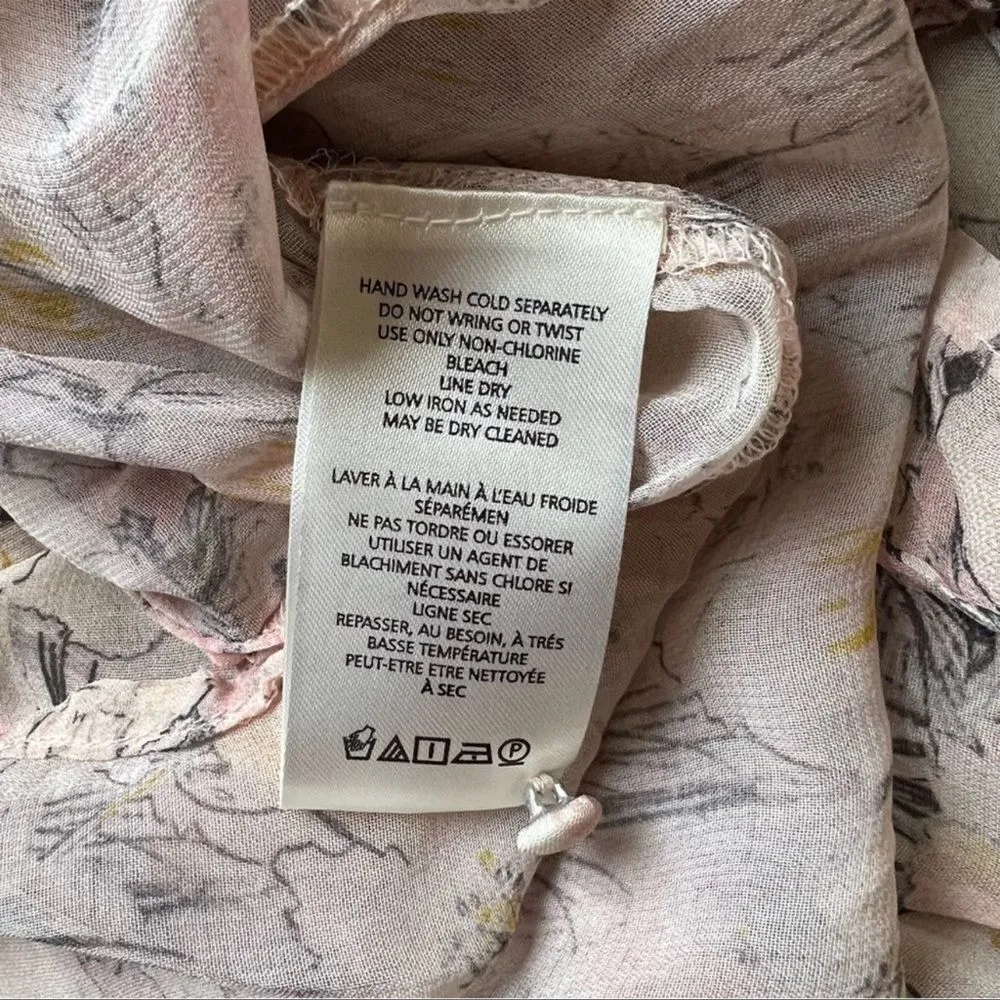 HAND WASH COLD SEPARATELY
DO NOT WRING OR TWIST
USE ONLY NON-CHLORINE
BLEACH
LINE DRY
LOW IRON AS NEEDED
MAY BE DRY CLEANED
LAVER À LA MAIN À L'EAU FROIDE
SÉPARÉMEN
NE PAS TORDRE OU ESSORER
UTILISER UN AGENT DE
BLACHIMENT SANS CHLORE SI
NÉCESSAIRE
LIGNE SEC
REPASSER, AU BESOIN, À TRÉS
BASSE TEMPÉRATURE
PEUT-ETRE ETRE NETTOYÉE
À SEC
P